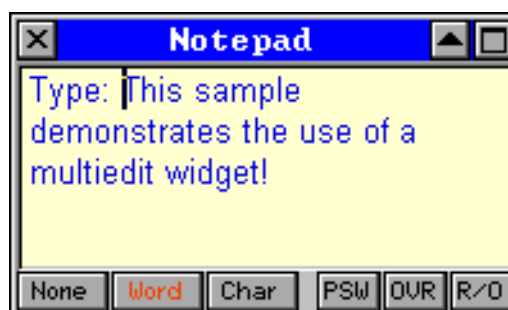 Notepad
Type: This sample
demonstrates the use of a
multiedit widget!
None Word Char PSW OVR R/O